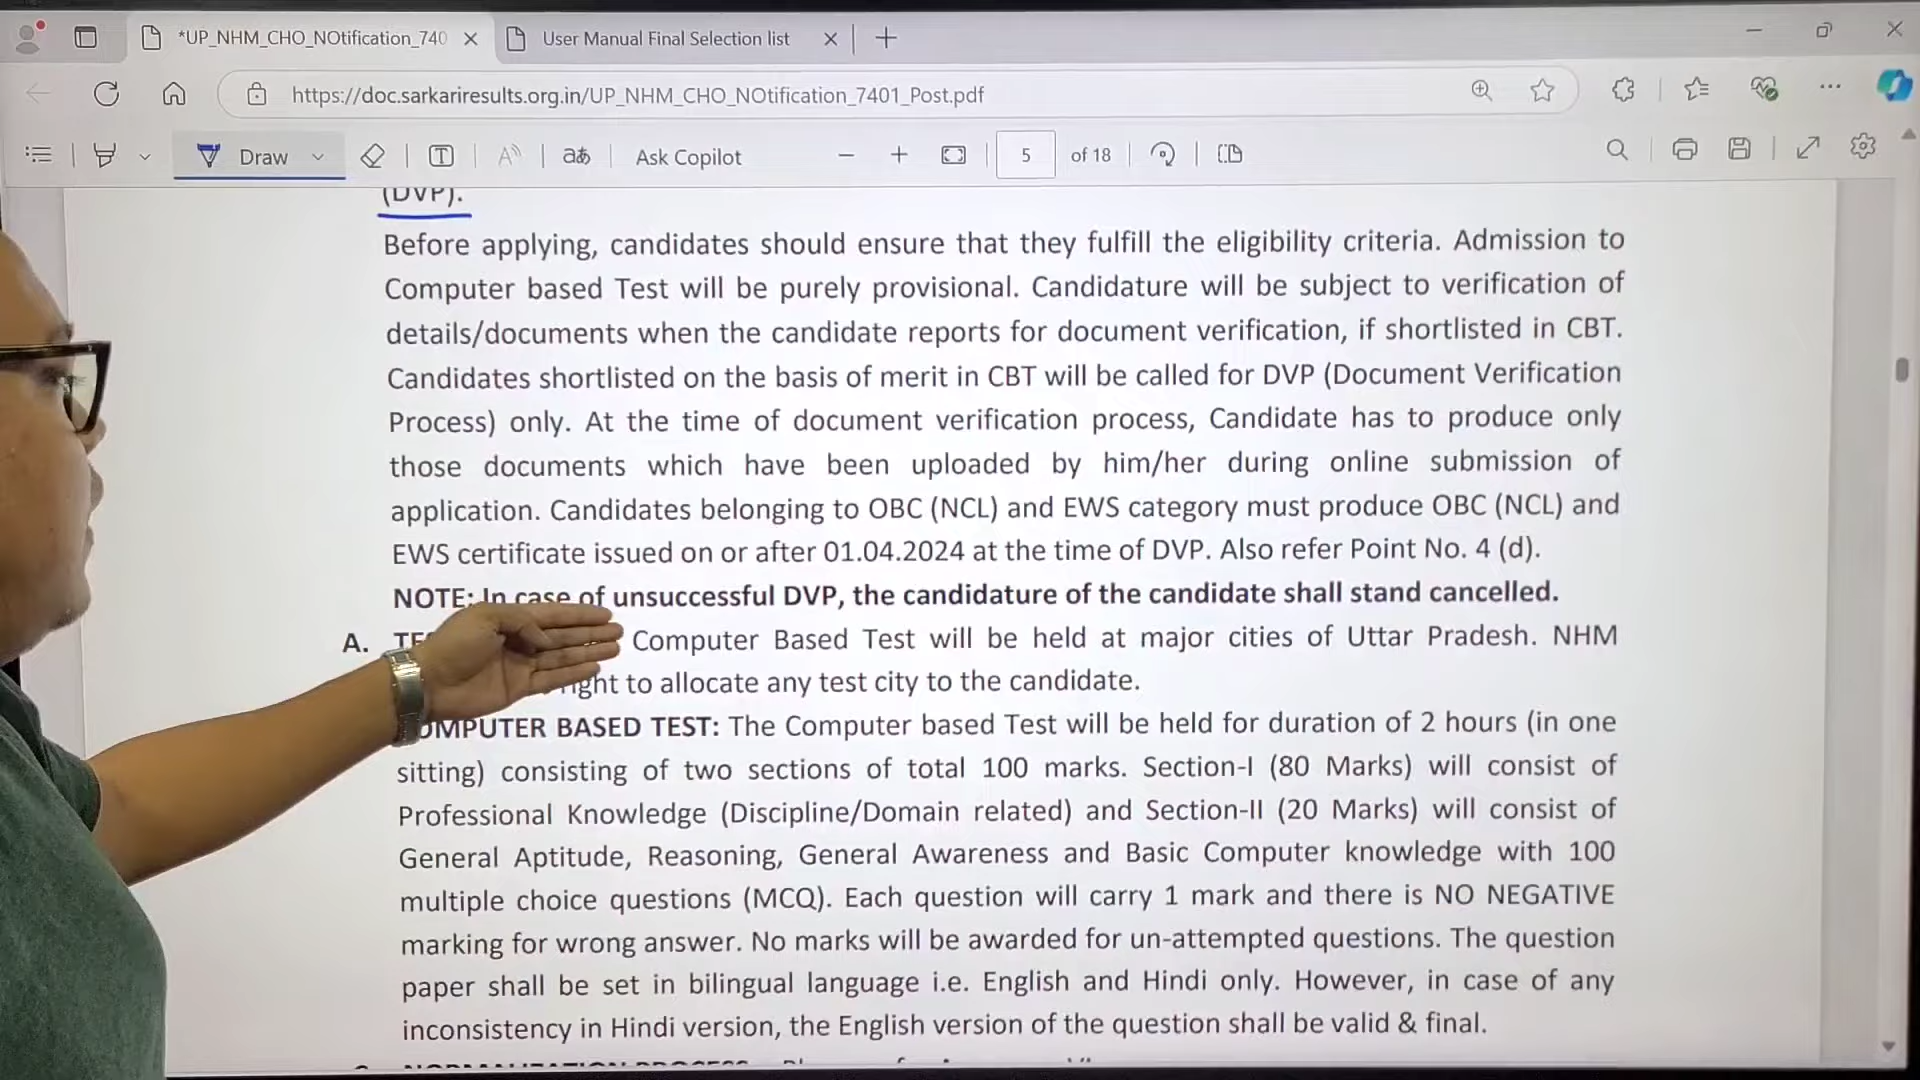 *UP_NHM_CHO_NOtification_740
User Manual Final Selection list
https://doc.sarkariresults.org.in/UP_NHM_CHO_NOtification_7401_Post.pdf
Draw
aあ
Ask Copilot
5 of 18
(DVP).
Before applying, candidates should ensure that they fulfill the eligibility criteria. Admission to
Computer based Test will be purely provisional. Candidature will be subject to verification of
details/documents when the candidate reports for document verification, if shortlisted in CBT.
Candidates shortlisted on the basis of merit in CBT will be called for DVP (Document Verification
Process) only. At the time of document verification process, Candidate has to produce only
those documents which have been uploaded by him/her during online submission of
application. Candidates belonging to OBC (NCL) and EWS category must produce OBC (NCL) and
EWS certificate issued on or after 01.04.2024 at the time of DVP. Also refer Point No. 4 (d).
NOTE: In case of unsuccessful DVP, the candidature of the candidate shall stand cancelled.
A. Computer Based Test will be held at major cities of Uttar Pradesh. NHM
to allocate any test city to the candidate.
BASED TEST: The Computer based Test will be held for duration of 2 hours (in one
sitting) consisting of two sections of total 100 marks. Section-I (80 Marks) will consist of
Professional Knowledge (Discipline/Domain related) and Section-II (20 Marks) will consist of
General Aptitude, Reasoning, General Awareness and Basic Computer knowledge with 100
multiple choice questions (MCQ). Each question will carry 1 mark and there is NO NEGATIVE
marking for wrong answer. No marks will be awarded for un-attempted questions. The question
paper shall be set in bilingual language i.e. English and Hindi only. However, in case of any
inconsistency in Hindi version, the English version of the question shall be valid & final.